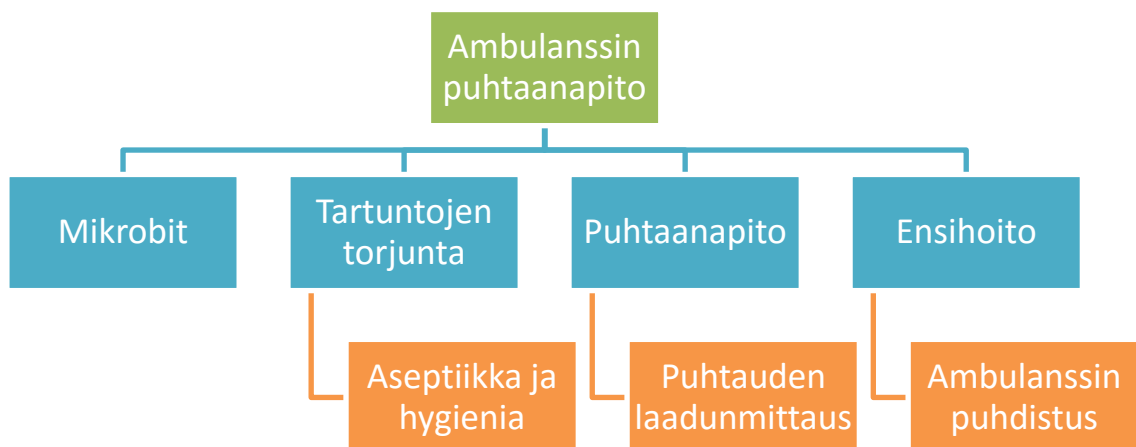 Ambulanssin
puhtaanapito
Mikrobit
Tartuntojen
torjunta
Puhtaanapito
Ensihoito
Aseptiikka ja
hygienia
Puhtauden
laadunmittaus
Ambulanssin
puhdistus